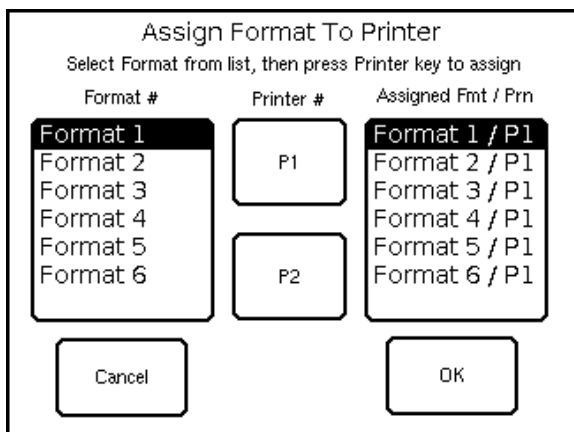 Assign Format To Printer
Select Format from list, then press Printer key to assign
Format #
Printer #
Assigned Fmt / Prn
Format 1
Format 2
Format 3
Format 4
Format 5
Format 6
P1
P2
Format 1 / P1
Format 2 / P1
Format 3 / P1
Format 4 / P1
Format 5 / P1
Format 6 / P1
Cancel
OK